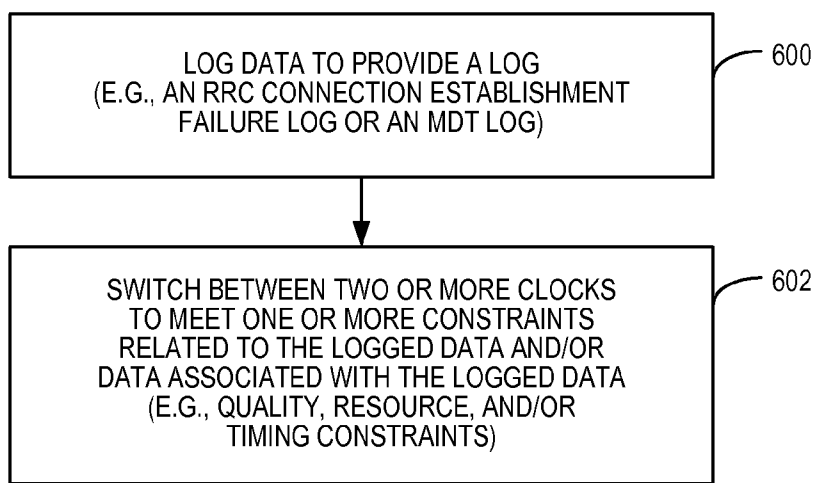 LOG DATA TO PROVIDE A LOG
(E.G., AN RRC CONNECTION ESTABLISHMENT
FAILURE LOG OR AN MDT LOG)
600
SWITCH BETWEEN TWO OR MORE CLOCKS
TO MEET ONE OR MORE CONSTRAINTS
RELATED TO THE LOGGED DATA AND/OR
DATA ASSOCIATED WITH THE LOGGED DATA
(E.G., QUALITY, RESOURCE, AND/OR
TIMING CONSTRAINTS)
602